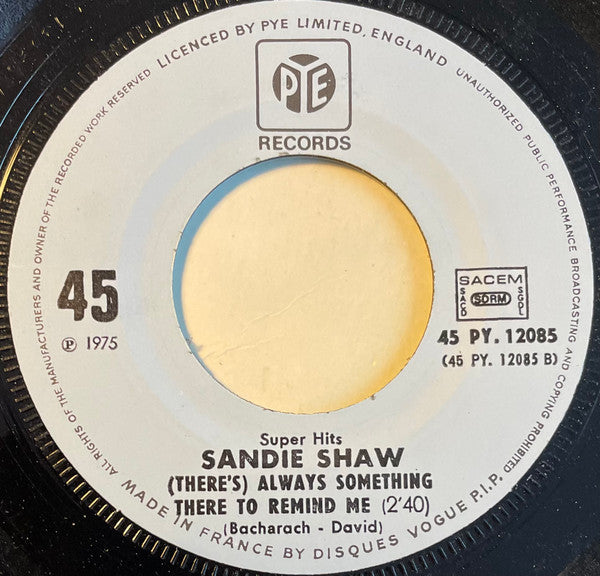 LICENCED BY PYE LIMITED, ENGLAND
UNAUTHORIZED PUBLIC PERFORMANCE BROADCASTING AND COPYING PROHIBITED
ALL RIGHTS OF THE MANUFACTURERS AND OWNER OF THE RECORDED WORK RESERVED
PYE
RECORDS
45
℗ 1975
SACEM
SACD
SDRM
SGDL
45 PY. 12085
(45 PY. 12085 B)
Super Hits
SANDIE SHAW
(THERE'S) ALWAYS SOMETHING
THERE TO REMIND ME (2'40)
(Bacharach - David)
MADE IN FRANCE BY DISQUES VOGUE P.I.P.